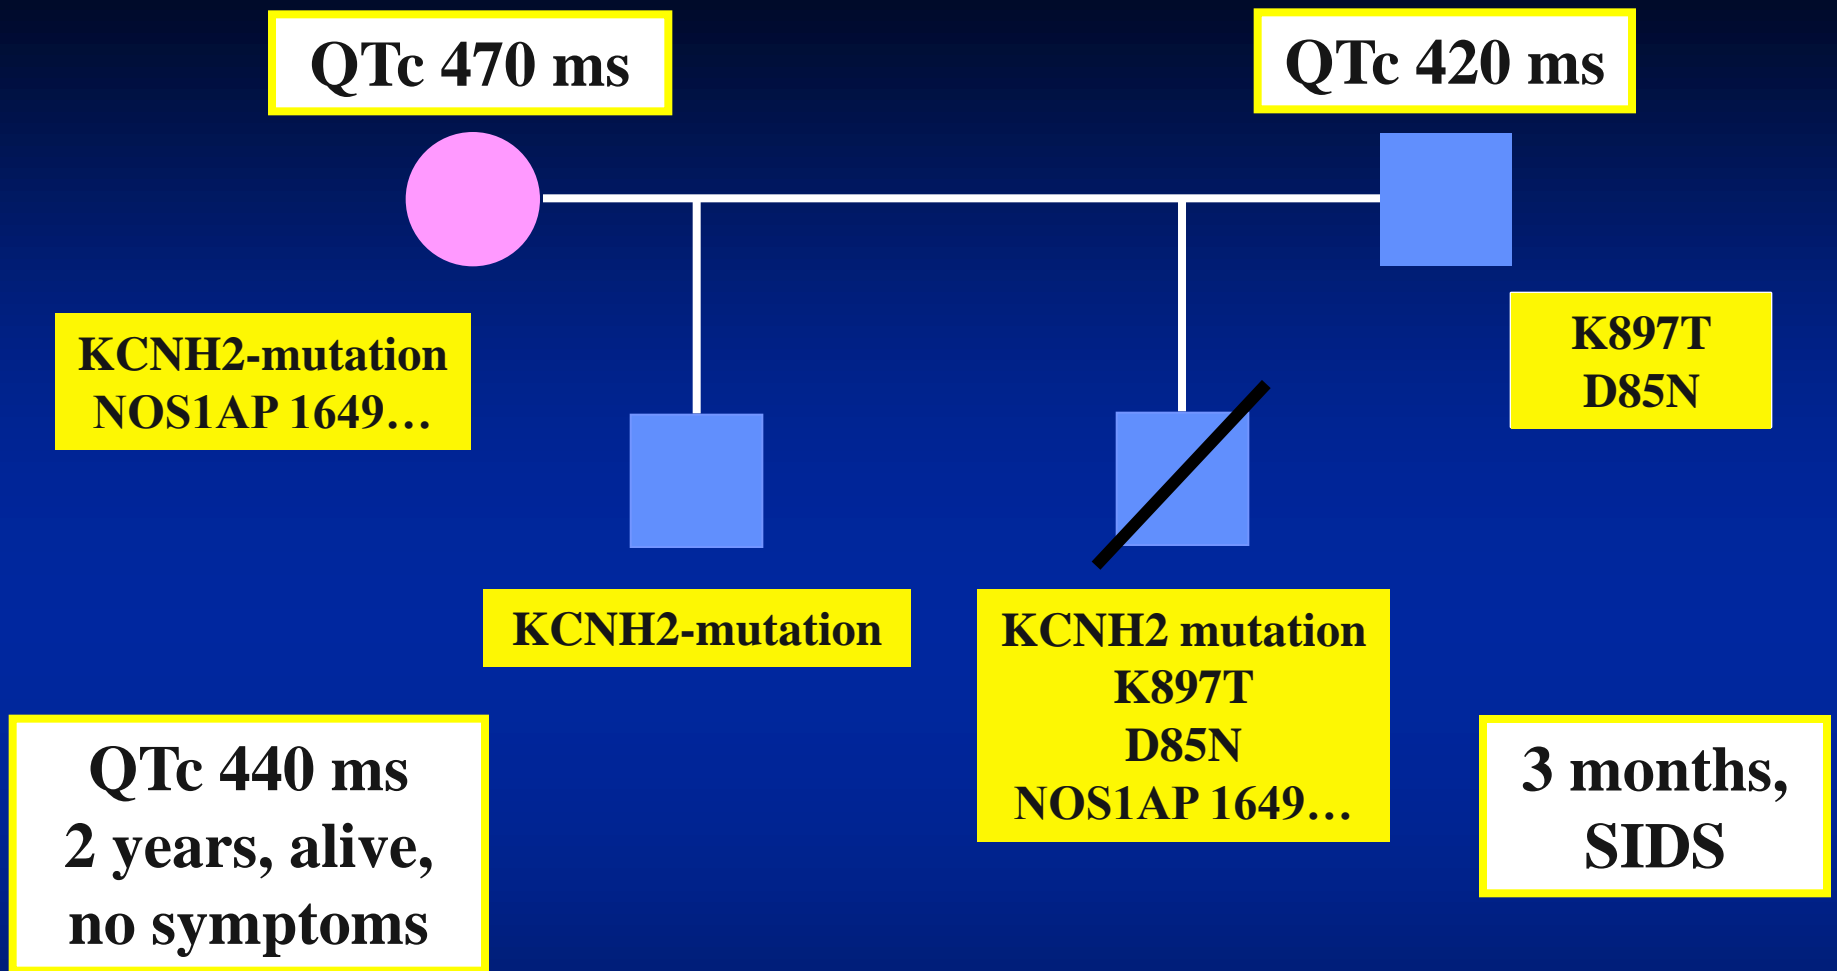 QTc 470 ms
QTc 420 ms
KCNH2-mutation
NOS1AP 1649…
K897T
D85N
KCNH2-mutation
KCNH2 mutation
K897T
D85N
NOS1AP 1649…
QTc 440 ms
2 years, alive,
no symptoms
3 months,
SIDS